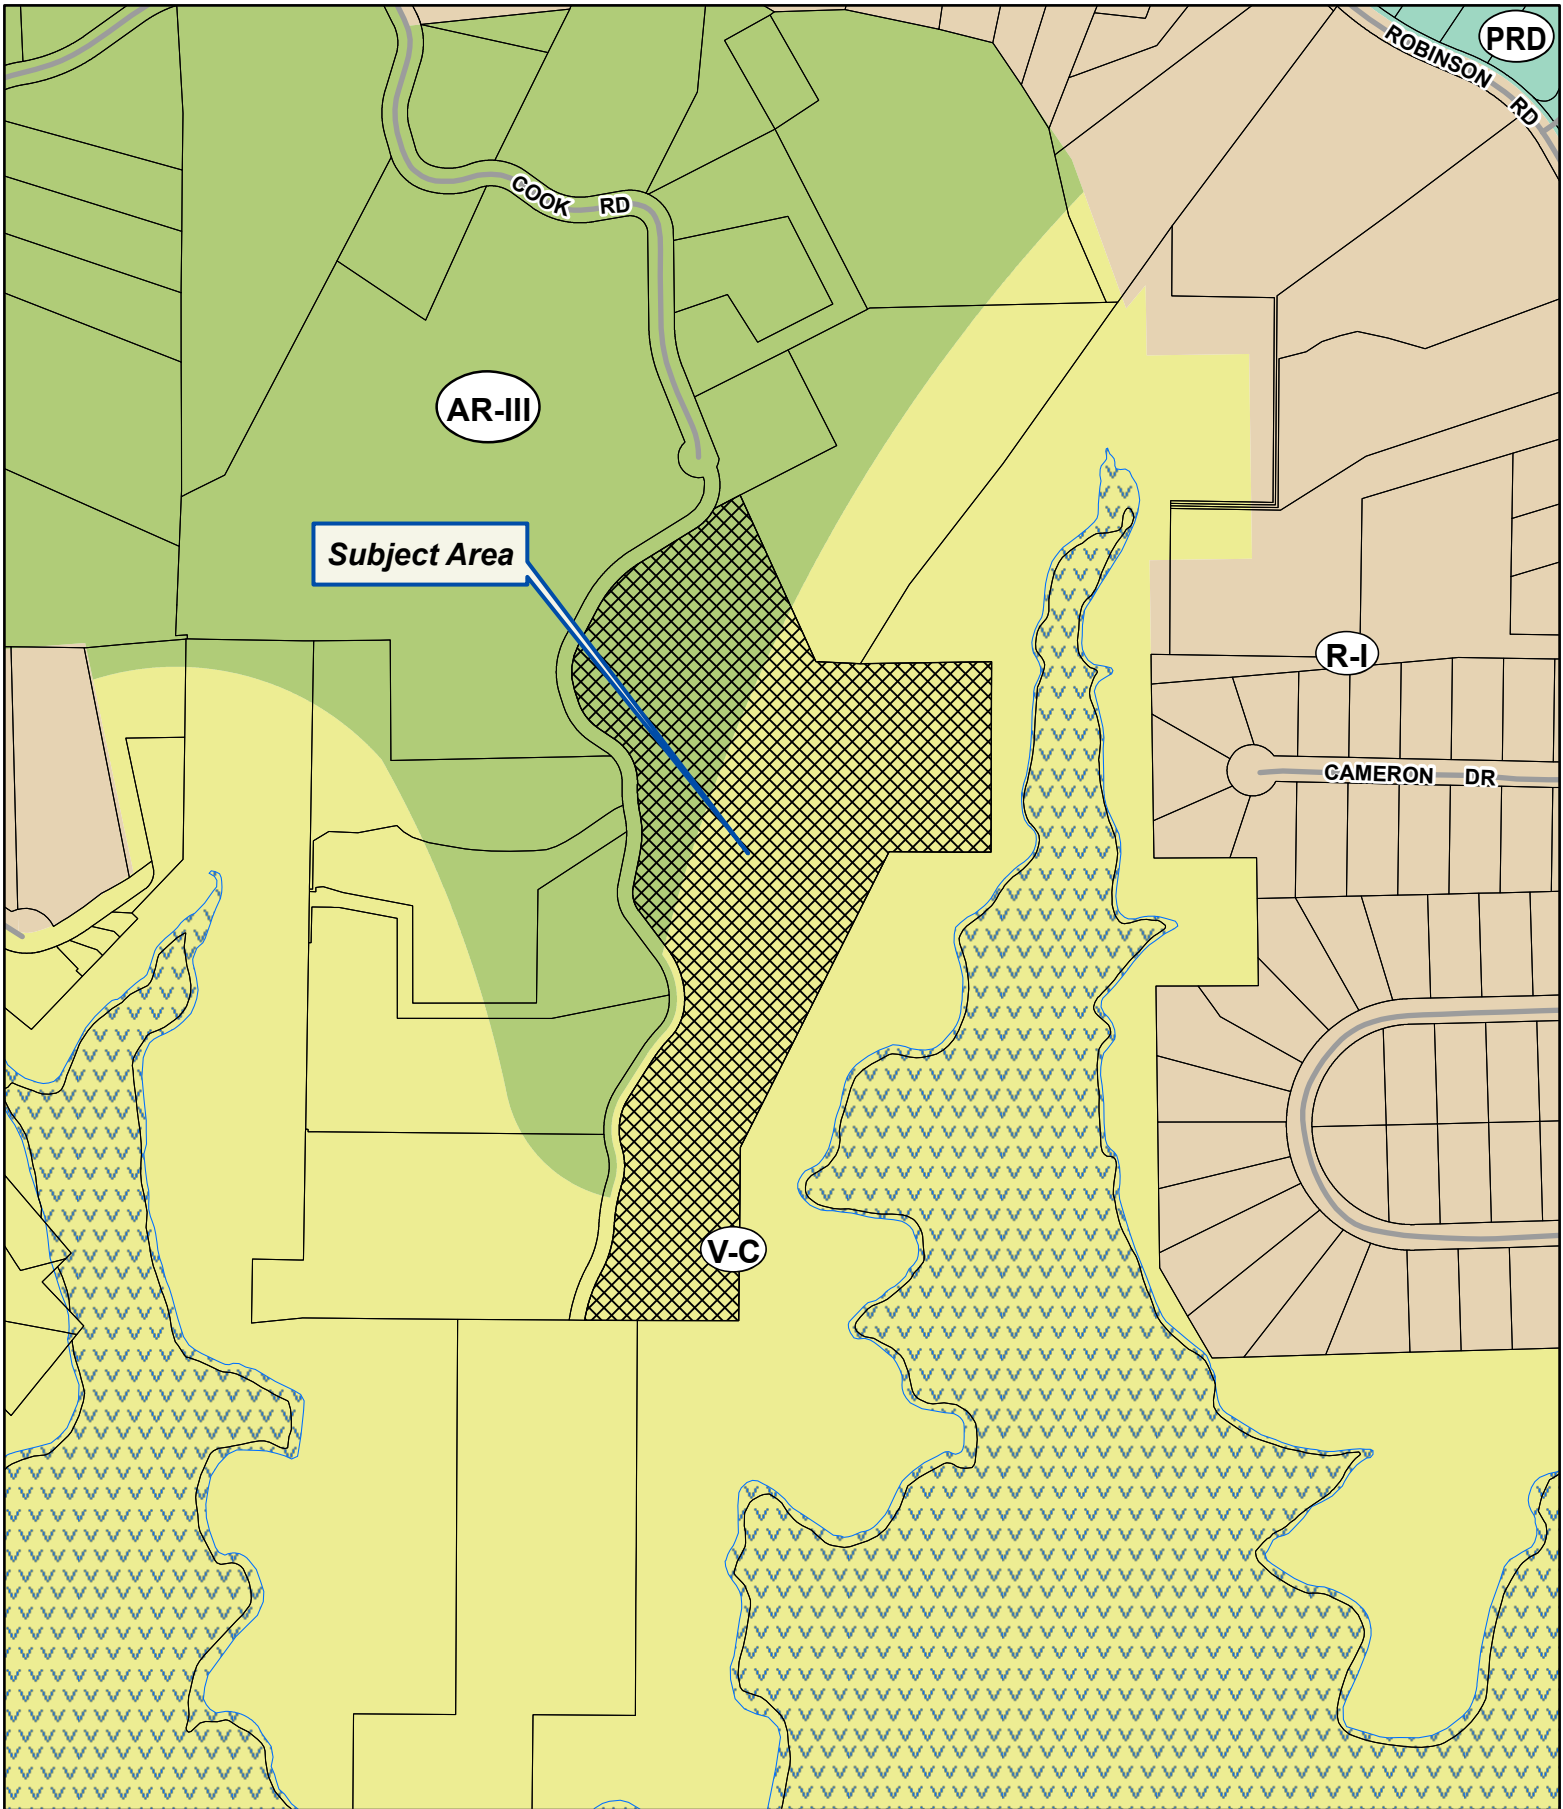 PRD
ROBINSON RD
COOK RD
AR-III
Subject Area
R-I
CAMERON DR
V-C